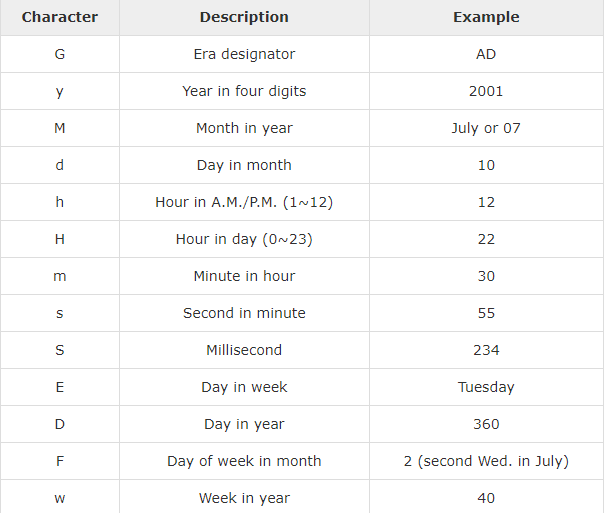 Character Description Example
G Era designator AD
y Year in four digits 2001
M Month in year July or 07
d Day in month 10
h Hour in A.M./P.M. (1~12) 12
H Hour in day (0~23) 22
m Minute in hour 30
s Second in minute 55
S Millisecond 234
E Day in week Tuesday
D Day in year 360
F Day of week in month 2 (second Wed. in July)
w Week in year 40